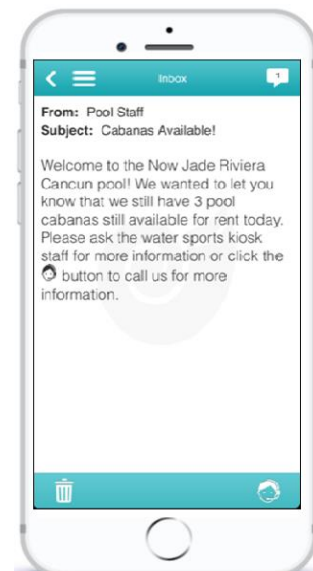 Inbox
1
From: Pool Staff
Subject: Cabanas Available!
Welcome to the Now Jade Riviera
Cancun pool! We wanted to let you
know that we still have 3 pool
cabanas still available for rent today.
Please ask the water sports kiosk
staff for more information or click the
button to call us for more
information.